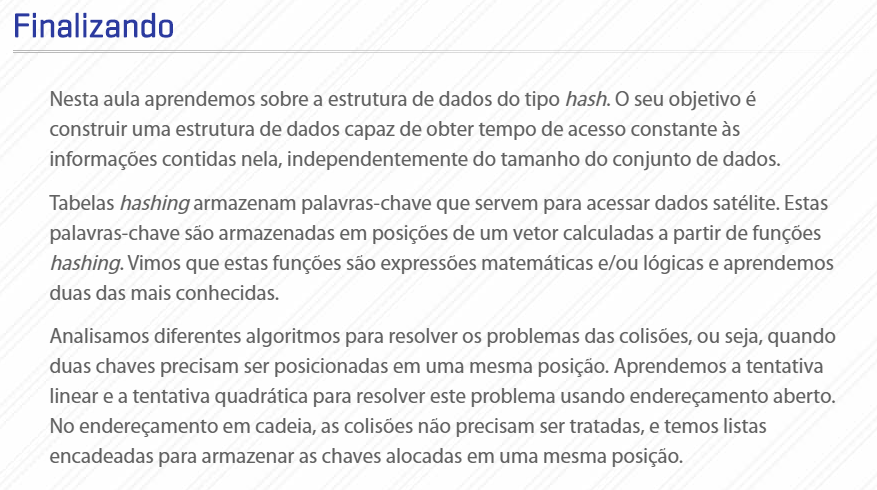 Finalizando
Nesta aula aprendemos sobre a estrutura de dados do tipo hash. O seu objetivo é
construir uma estrutura de dados capaz de obter tempo de acesso constante às
informações contidas nela, independentemente do tamanho do conjunto de dados.
Tabelas hashing armazenam palavras-chave que servem para acessar dados satélite. Estas
palavras-chave são armazenadas em posições de um vetor calculadas a partir de funções
hashing. Vimos que estas funções são expressões matemáticas e/ou lógicas e aprendemos
duas das mais conhecidas.
Analisamos diferentes algoritmos para resolver os problemas das colisões, ou seja, quando
duas chaves precisam ser posicionadas em uma mesma posição. Aprendemos a tentativa
linear e a tentativa quadrática para resolver este problema usando endereçamento aberto.
No endereçamento em cadeia, as colisões não precisam ser tratadas, e temos listas
encadeadas para armazenar as chaves alocadas em uma mesma posição.